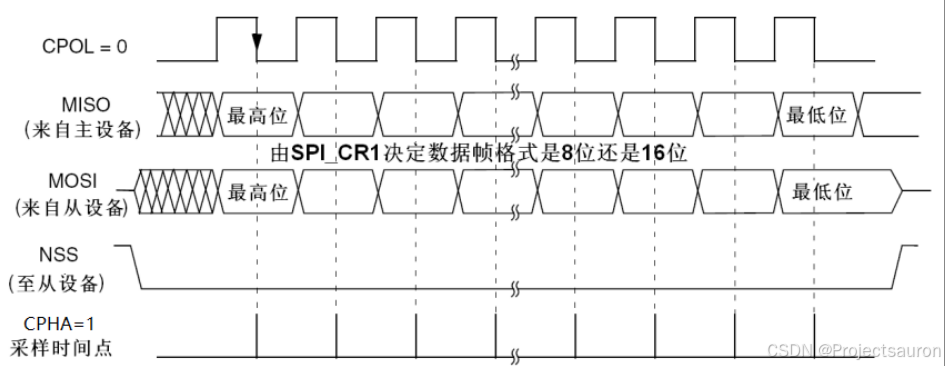 CPOL = 0
MISO
(来自主设备)
最高位
最低位
由SPI_CR1决定数据帧格式是8位还是16位
MOSI
(来自从设备)
最高位
最低位
NSS
(至从设备)
CPHA=1
采样时间点
CSDN @Projectsauron